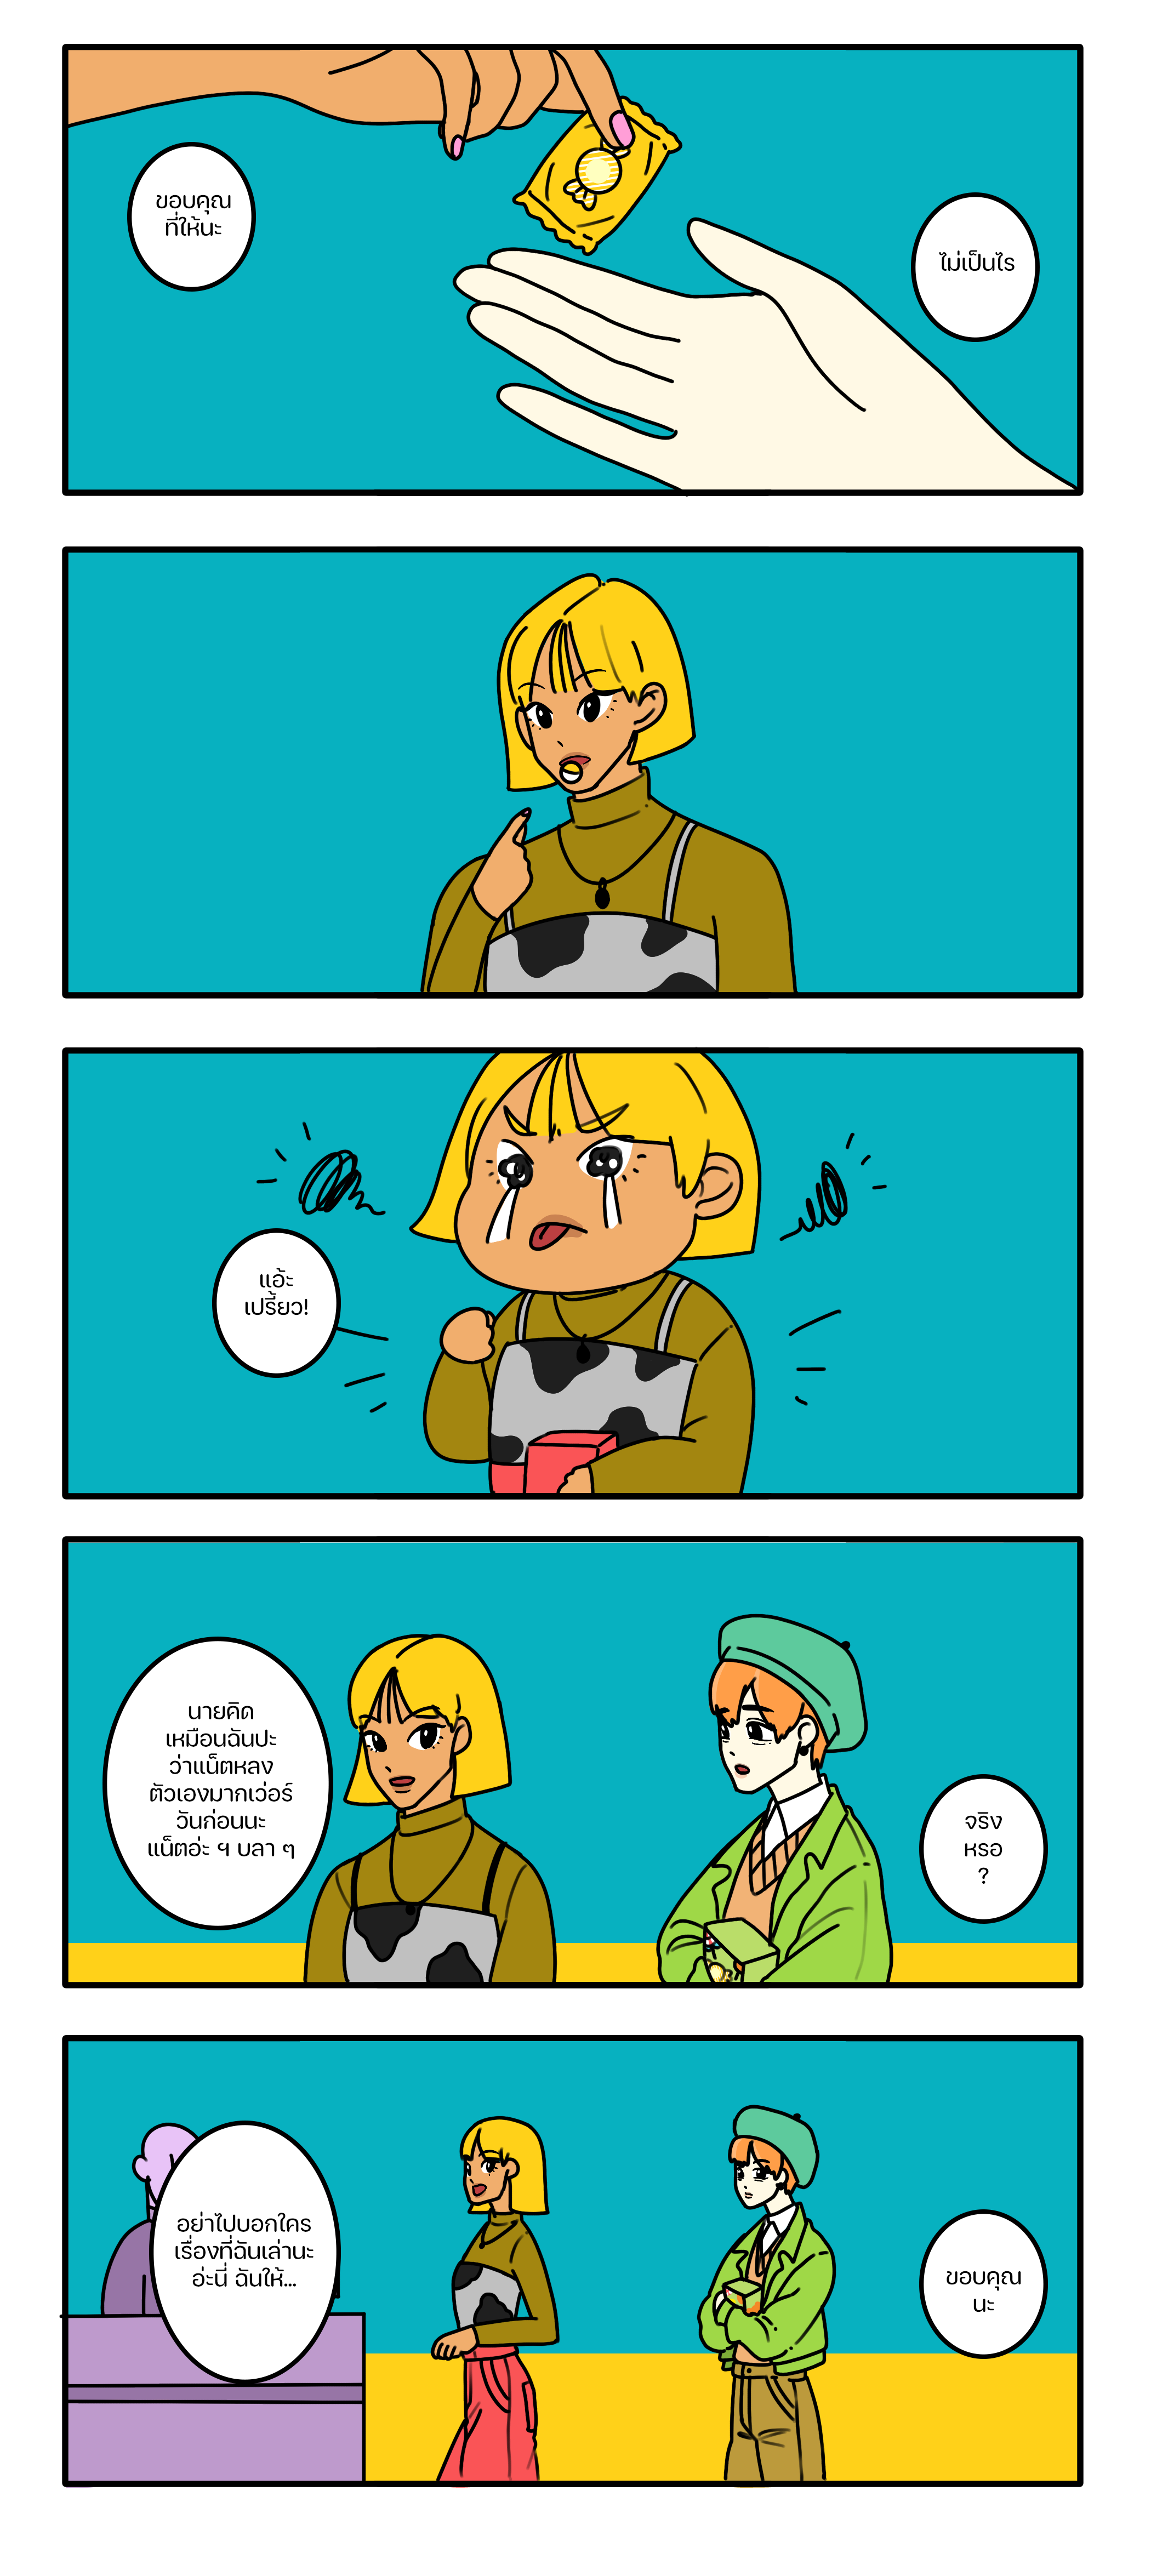 ขอบคุณ
ที่ให้นะ
ไม่เป็นไร
แอ้ะ
เปรี้ยว!
นายคิด
เหมือนฉันปะ
ว่าแน็ตหลง
ตัวเองมากเว่อร์
วันก่อนนะ
แน็ตอ่ะ ฯ บลา ๆ
จริง
หรอ
?
อย่าไปบอกใคร
เรื่องที่ฉันเล่านะ
อ่ะนี่ ฉันให้...
ขอบคุณ
นะ